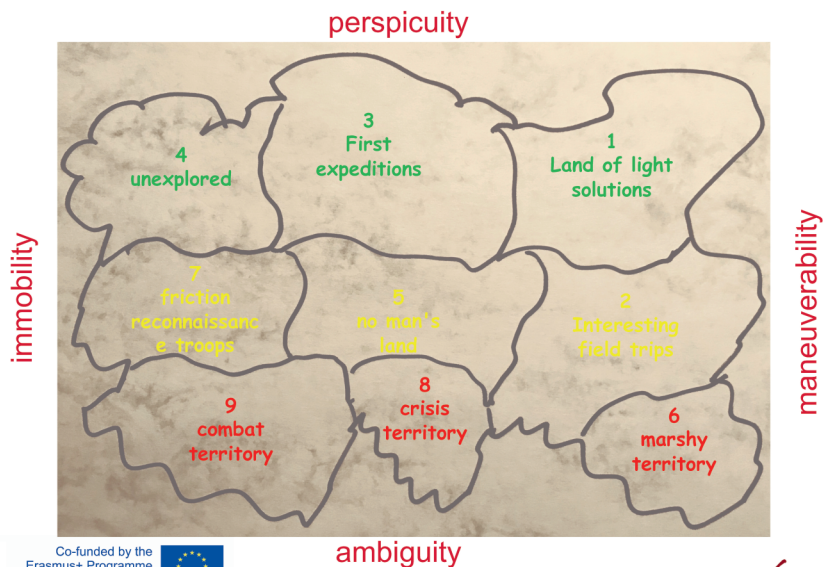 perspicuity
immobility
maneuverability
4
unexplored
3
First
expeditions
1
Land of light
solutions
7
friction
reconnaissanc
e troops
5
no man's
land
2
Interesting
field trips
9
combat
territory
8
crisis
territory
6
marshy
territory
ambiguity
Co-funded by the
Erasmus+ Programme